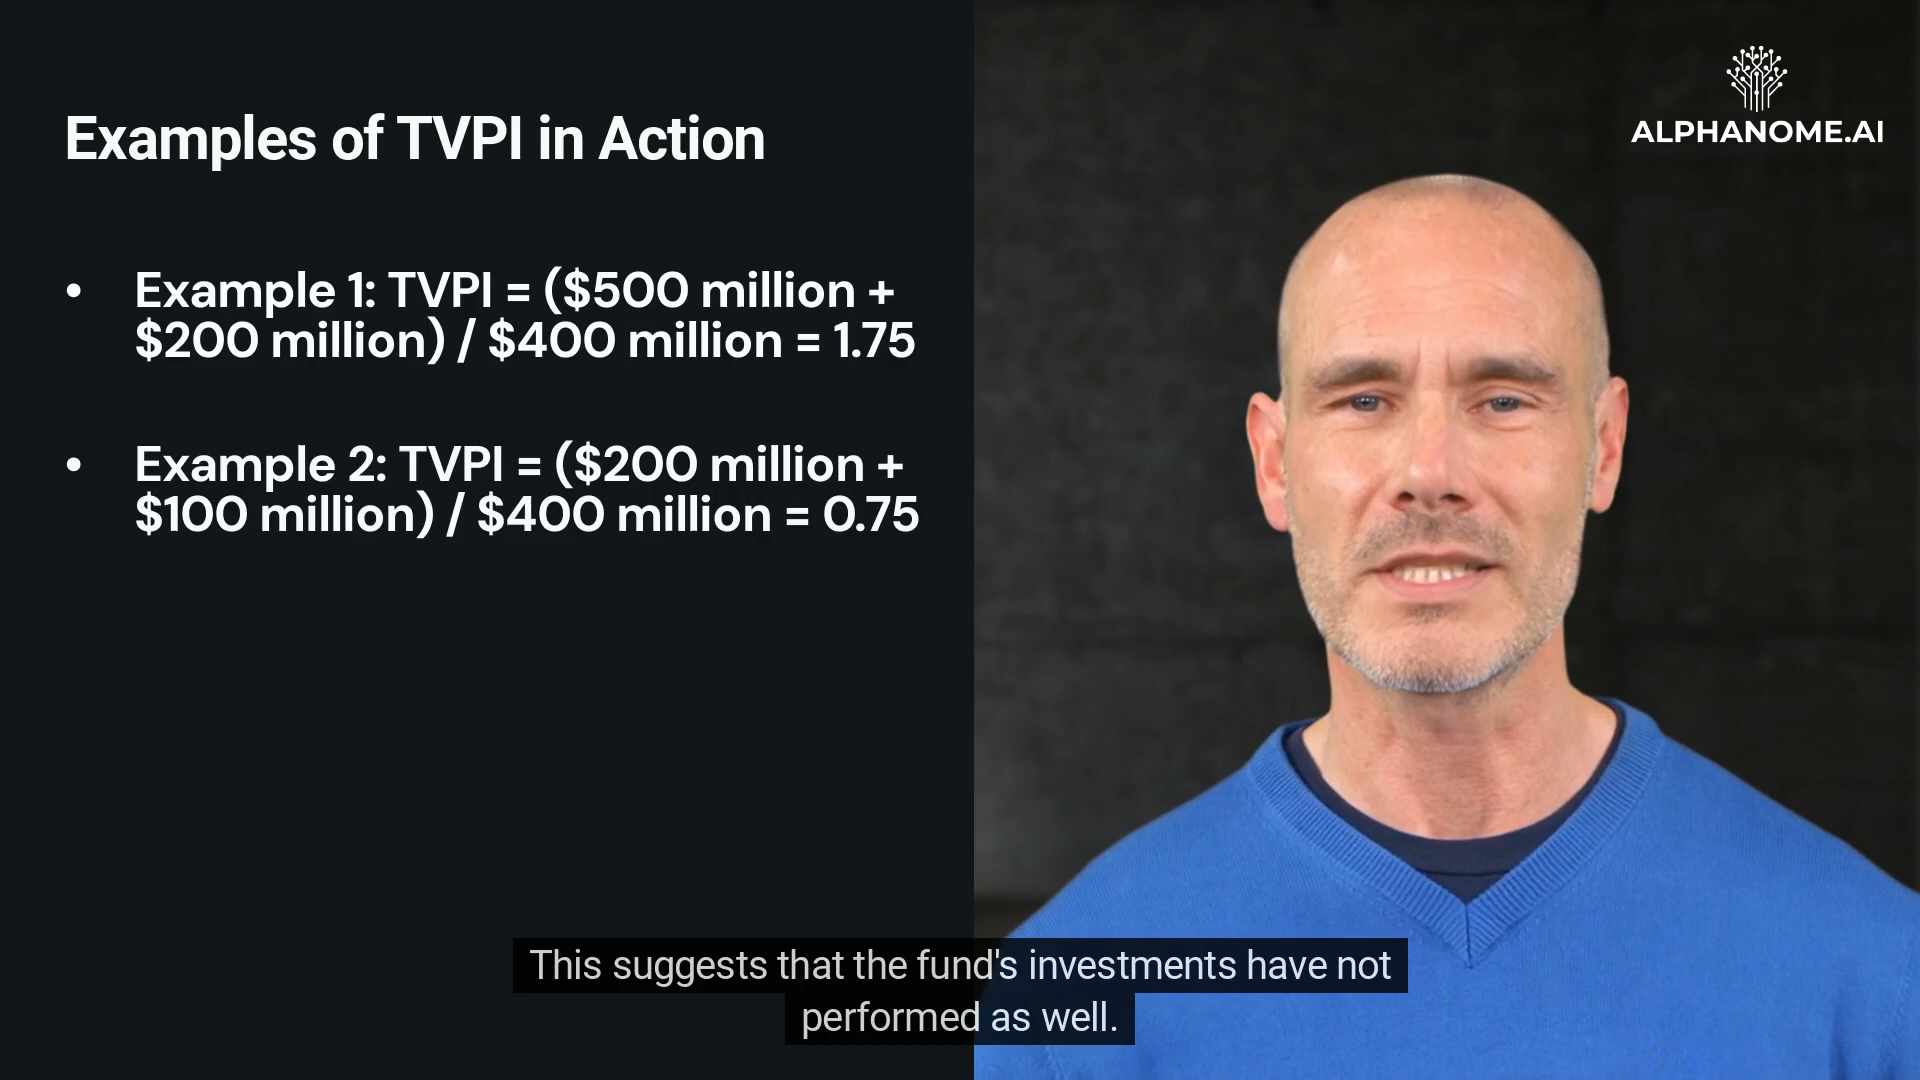 ALPHANOME.AI
Examples of TVPI in Action
• Example 1: TVPI = ($500 million +
$200 million) / $400 million = 1.75
• Example 2: TVPI = ($200 million +
$100 million) / $400 million = 0.75
This suggests that the fund's investments have not
performed as well.